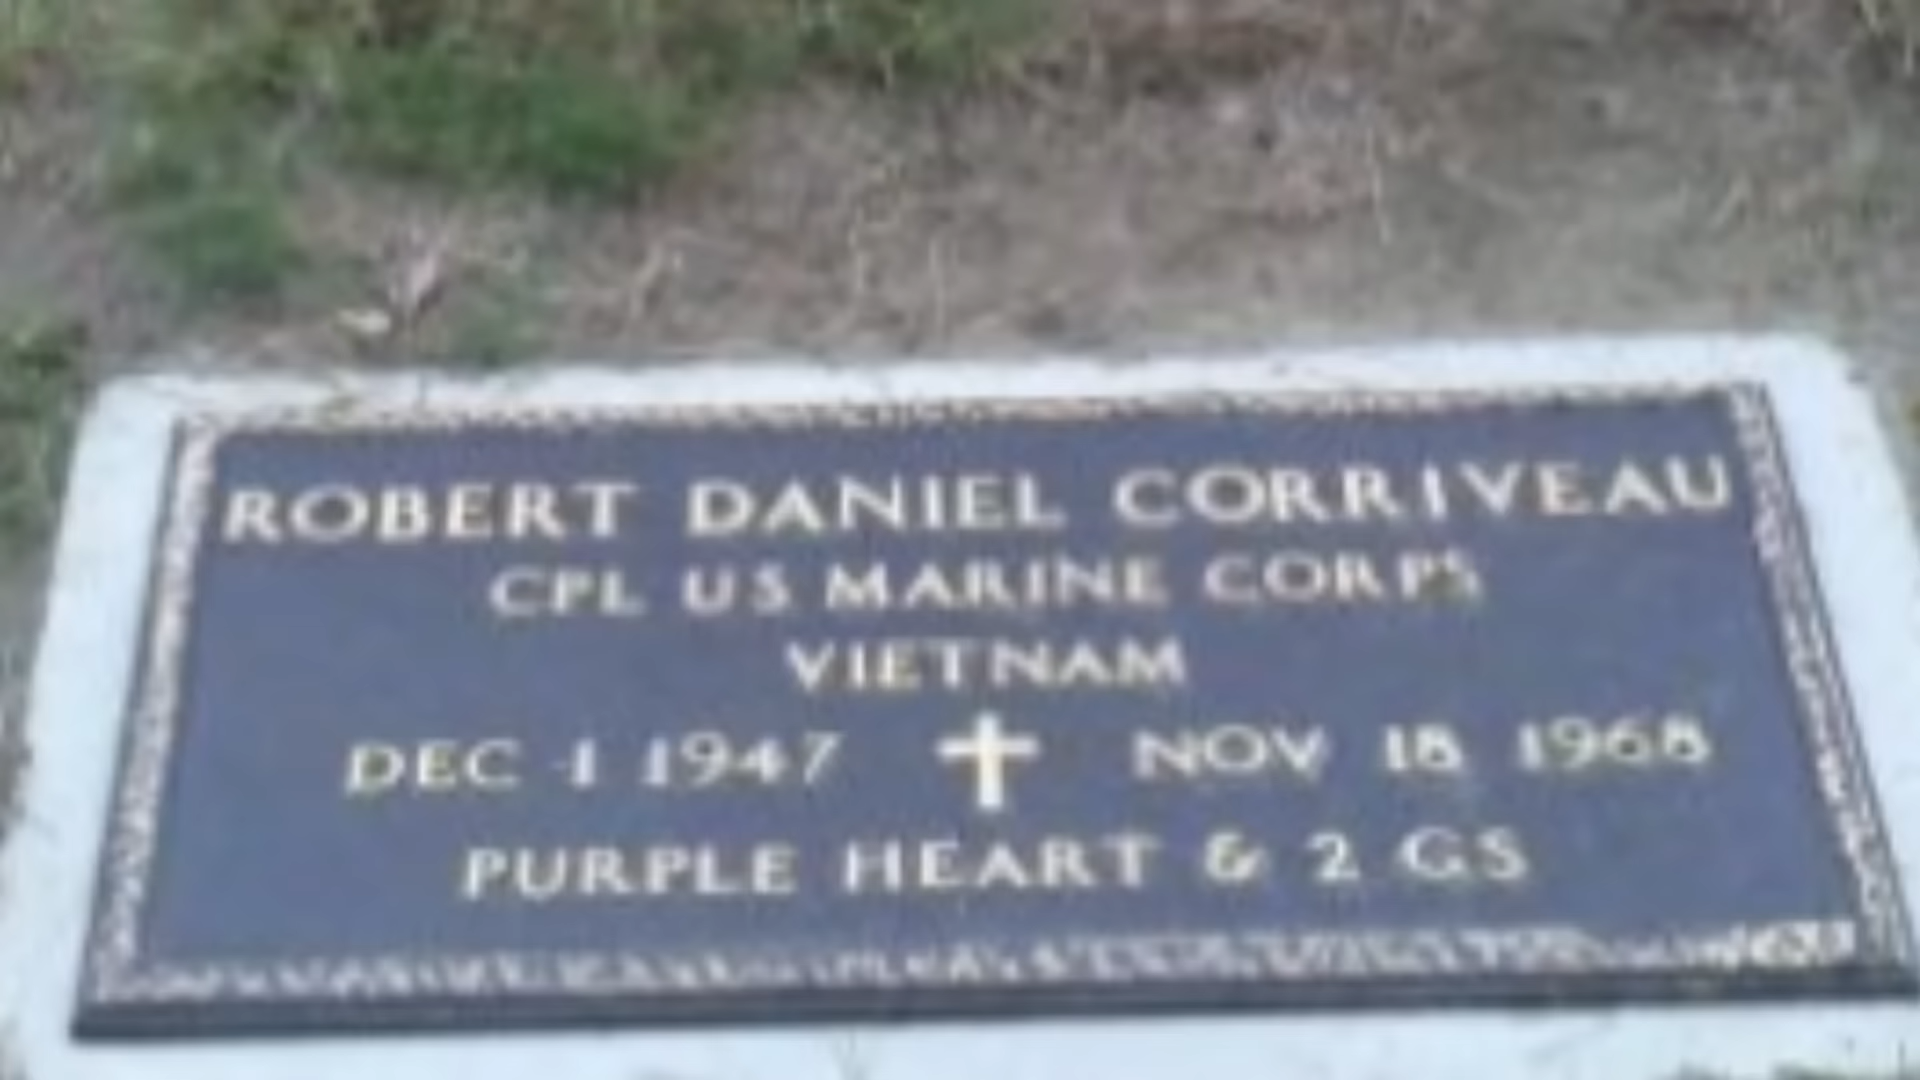 ROBERT DANIEL CORRIVEAU
CPL US MARINE CORPS
VIETNAM
DEC 1 1947 NOV 18 1968
PURPLE HEART & 2 GS